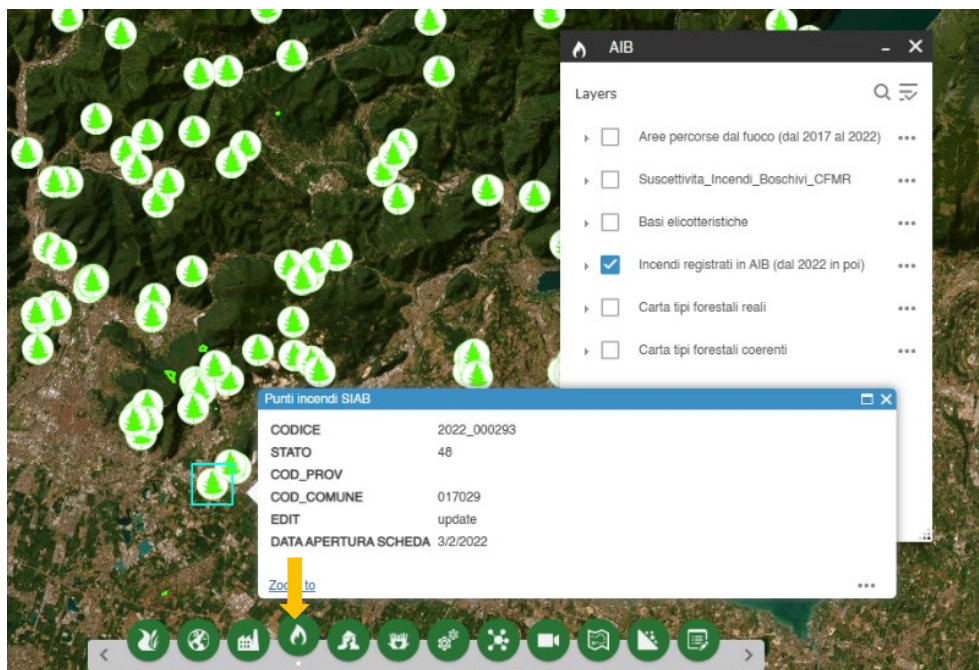 AIB
Layers
Aree percorse dal fuoco (dal 2017 al 2022)
Suscettivita_Incendi_Boschivi_CFMR
Basi elicotteristiche
Incendi registrati in AIB (dal 2022 in poi)
Carta tipi forestali reali
Carta tipi forestali coerenti
Punti incendi SIAB
CODICE 2022_000293
STATO 48
COD_PROV
COD_COMUNE 017029
EDIT update
DATA APERTURA SCHEDA 3/2/2022
Zoom to